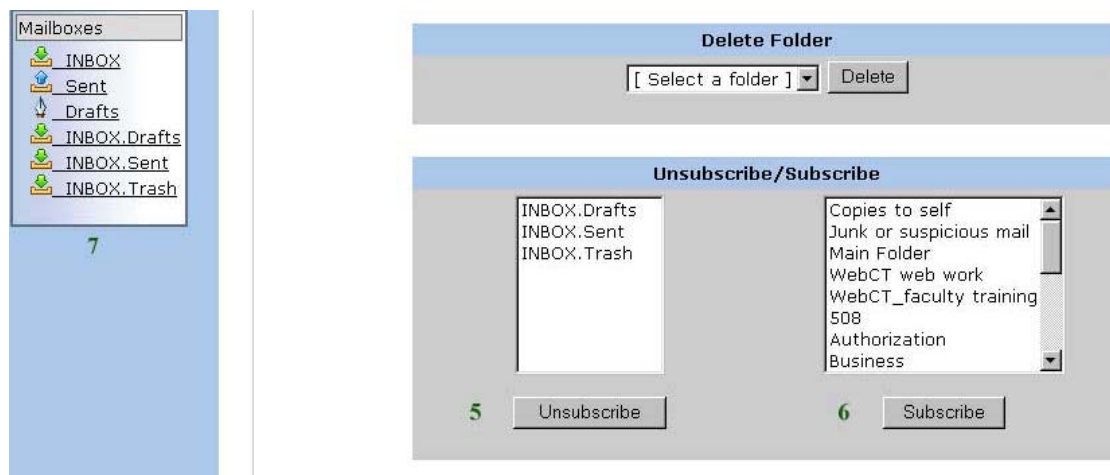 Mailboxes
INBOX
Sent
Drafts
INBOX.Drafts
INBOX.Sent
INBOX.Trash
7
Delete Folder
[ Select a folder ]
Delete
Unsubscribe/Subscribe
INBOX.Drafts
INBOX.Sent
INBOX.Trash
Copies to self
Junk or suspicious mail
Main Folder
WebCT web work
WebCT_faculty training
508
Authorization
Business
5 Unsubscribe
6 Subscribe